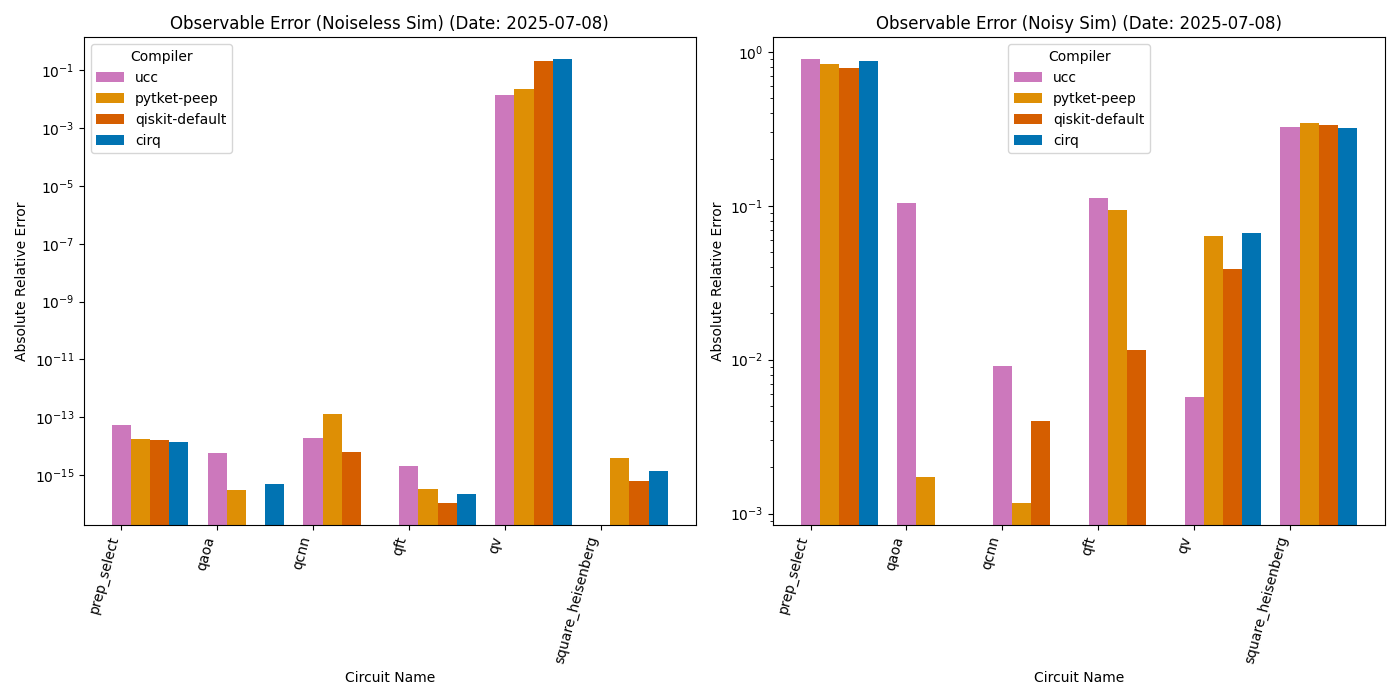 Observable Error (Noiseless Sim) (Date: 2025-07-08)
Absolute Relative Error
10⁻¹
10⁻³
10⁻⁵
10⁻⁷
10⁻⁹
10⁻¹¹
10⁻¹³
10⁻¹⁵
Compiler
ucc
pytket-peep
qiskit-default
cirq
prep_select
qaoa
qcnn
qft
qv
square_heisenberg
Circuit Name
Observable Error (Noisy Sim) (Date: 2025-07-08)
Absolute Relative Error
10⁰
10⁻¹
10⁻²
10⁻³
Compiler
ucc
pytket-peep
qiskit-default
cirq
prep_select
qaoa
qcnn
qft
qv
square_heisenberg
Circuit Name